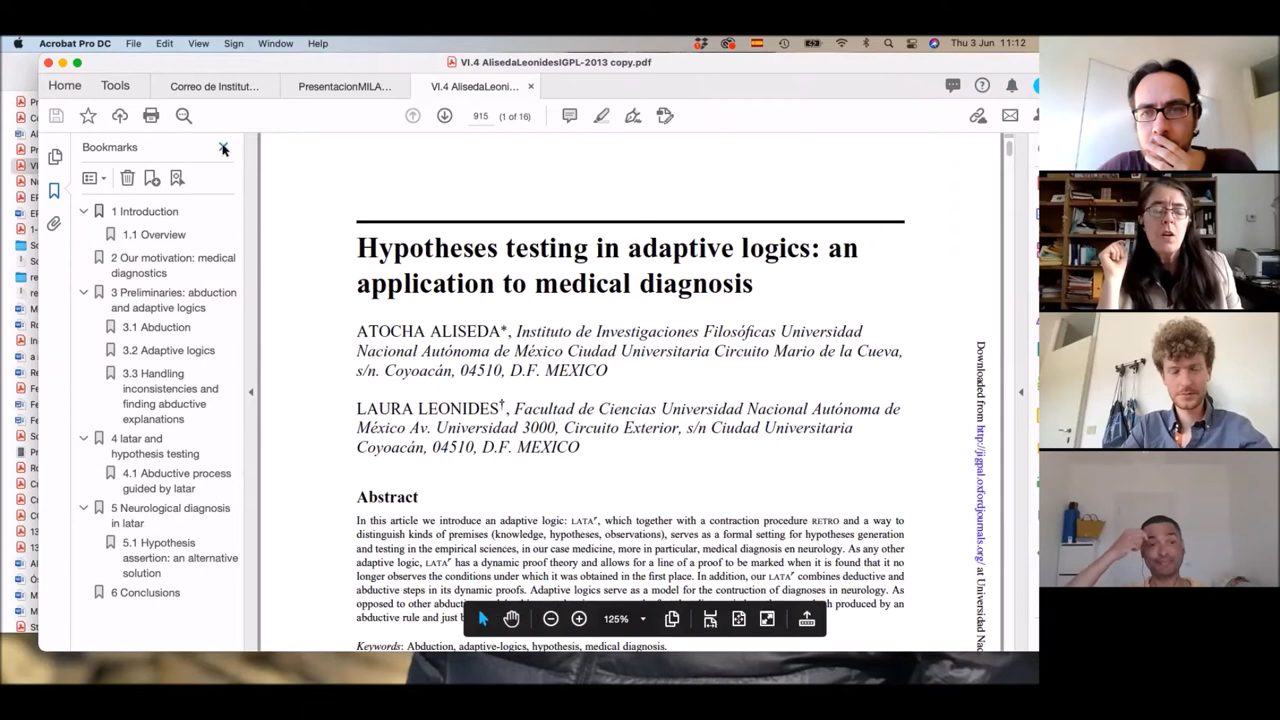 Acrobat Pro DC File Edit View Sign Window Help
Thu 3 Jun 11:12
VI.4 AlisedaLeonidesIGPL-2013 copy.pdf
Home Tools Correo de Institut... PresentacionMILA... VI.4 AlisedaLeoni...
915 (1 of 16)
Bookmarks
1 Introduction
1.1 Overview
2 Our motivation: medical
diagnostics
3 Preliminaries: abduction
and adaptive logics
3.1 Abduction
3.2 Adaptive logics
3.3 Handling
inconsistencies and
finding abductive
explanations
4 latar and
hypothesis testing
4.1 Abductive process
guided by latar
5 Neurological diagnosis
in latar
5.1 Hypothesis
assertion: an alternative
solution
6 Conclusions
Hypotheses testing in adaptive logics: an
application to medical diagnosis
ATOCHA ALISEDA*, Instituto de Investigaciones Filosóficas Universidad
Nacional Autónoma de México Ciudad Universitaria Circuito Mario de la Cueva,
s/n. Coyoacán, 04510, D.F. MEXICO
LAURA LEONIDES†, Facultad de Ciencias Universidad Nacional Autónoma de
México Av. Universidad 3000, Circuito Exterior, s/n Ciudad Universitaria
Coyoacán, 04510, D.F. MEXICO
Abstract
In this article we introduce an adaptive logic: LATAʳ, which together with a contraction procedure RETRO and a way to
distinguish kinds of premises (knowledge, hypotheses, observations), serves as a formal setting for hypotheses generation
and testing in the empirical sciences, in our case medicine, more in particular, medical diagnosis en neurology. As any other
adaptive logic, LATAʳ has a dynamic proof theory and allows for a line of a proof to be marked when it is found that it no
longer observes the conditions under which it was obtained in the first place. In addition, our LATAʳ combines deductive and
abductive steps in its dynamic proofs. Adaptive logics serve as a model for the contruction of diagnoses in neurology. As
opposed to other abduct
produced by an
abductive rule and just b
Keywords: Abduction, adaptive-logics, hypothesis, medical diagnosis.
125%
Downloaded from http://jigpal.oxfordjournals.org/ at Universidad Nac